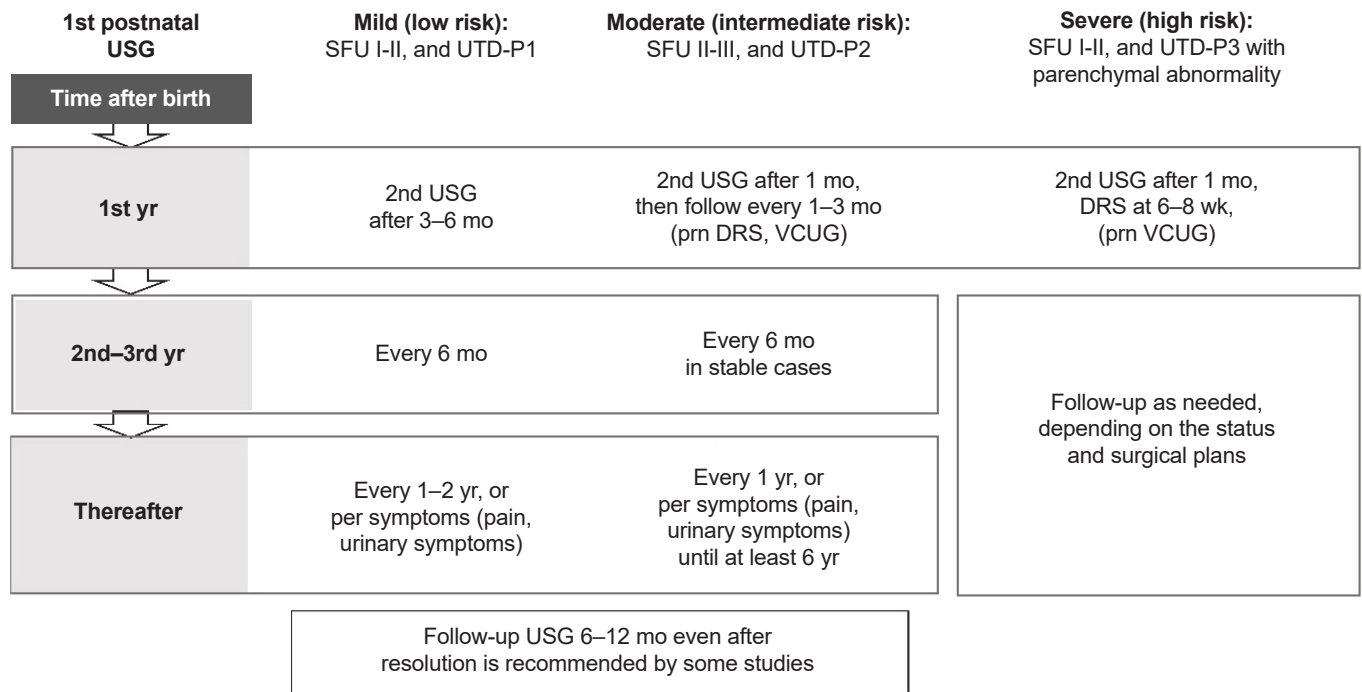 1st postnatal
USG
Mild (low risk):
SFU I-II, and UTD-P1
Moderate (intermediate risk):
SFU II-III, and UTD-P2
Severe (high risk):
SFU I-II, and UTD-P3 with
parenchymal abnormality
Time after birth
1st yr
2nd USG
after 3–6 mo
2nd USG after 1 mo,
then follow every 1–3 mo
(prn DRS, VCUG)
2nd USG after 1 mo,
DRS at 6–8 wk,
(prn VCUG)
2nd–3rd yr
Every 6 mo
Every 6 mo
in stable cases
Follow-up as needed,
depending on the status
and surgical plans
Thereafter
Every 1–2 yr, or
per symptoms (pain,
urinary symptoms)
Every 1 yr, or
per symptoms (pain,
urinary symptoms)
until at least 6 yr
Follow-up USG 6–12 mo even after
resolution is recommended by some studies